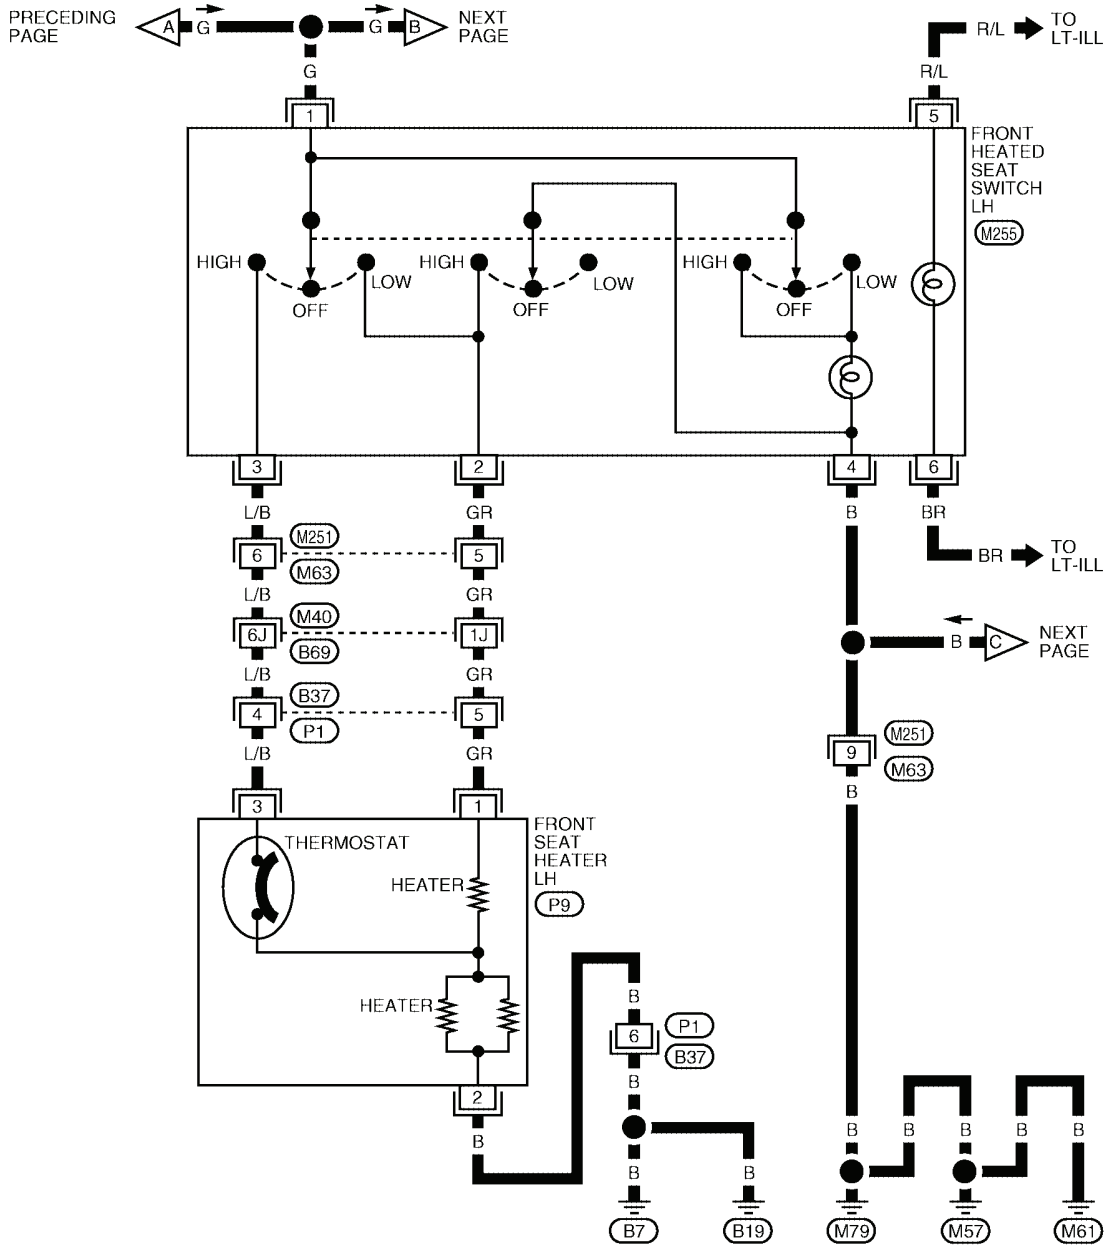 PRECEDING
PAGE
A
G
G
B
NEXT
PAGE
R/L
TO
LT-ILL
G
R/L
1
5
FRONT
HEATED
SEAT
SWITCH
LH
M255
HIGH
LOW
OFF
HIGH
LOW
OFF
HIGH
LOW
OFF
3
2
4
6
L/B
GR
B
BR
M251
6
5
M63
BR
TO
LT-ILL
L/B
GR
M40
6J
1J
B69
B
C
NEXT
PAGE
L/B
GR
B37
4
5
P1
M251
9
M63
L/B
GR
B
3
1
FRONT
SEAT
HEATER
LH
P9
THERMOSTAT
HEATER
HEATER
B
6
P1
B37
B
2
B
B
B
B
B
B
B
B
B7
B19
M79
M57
M61